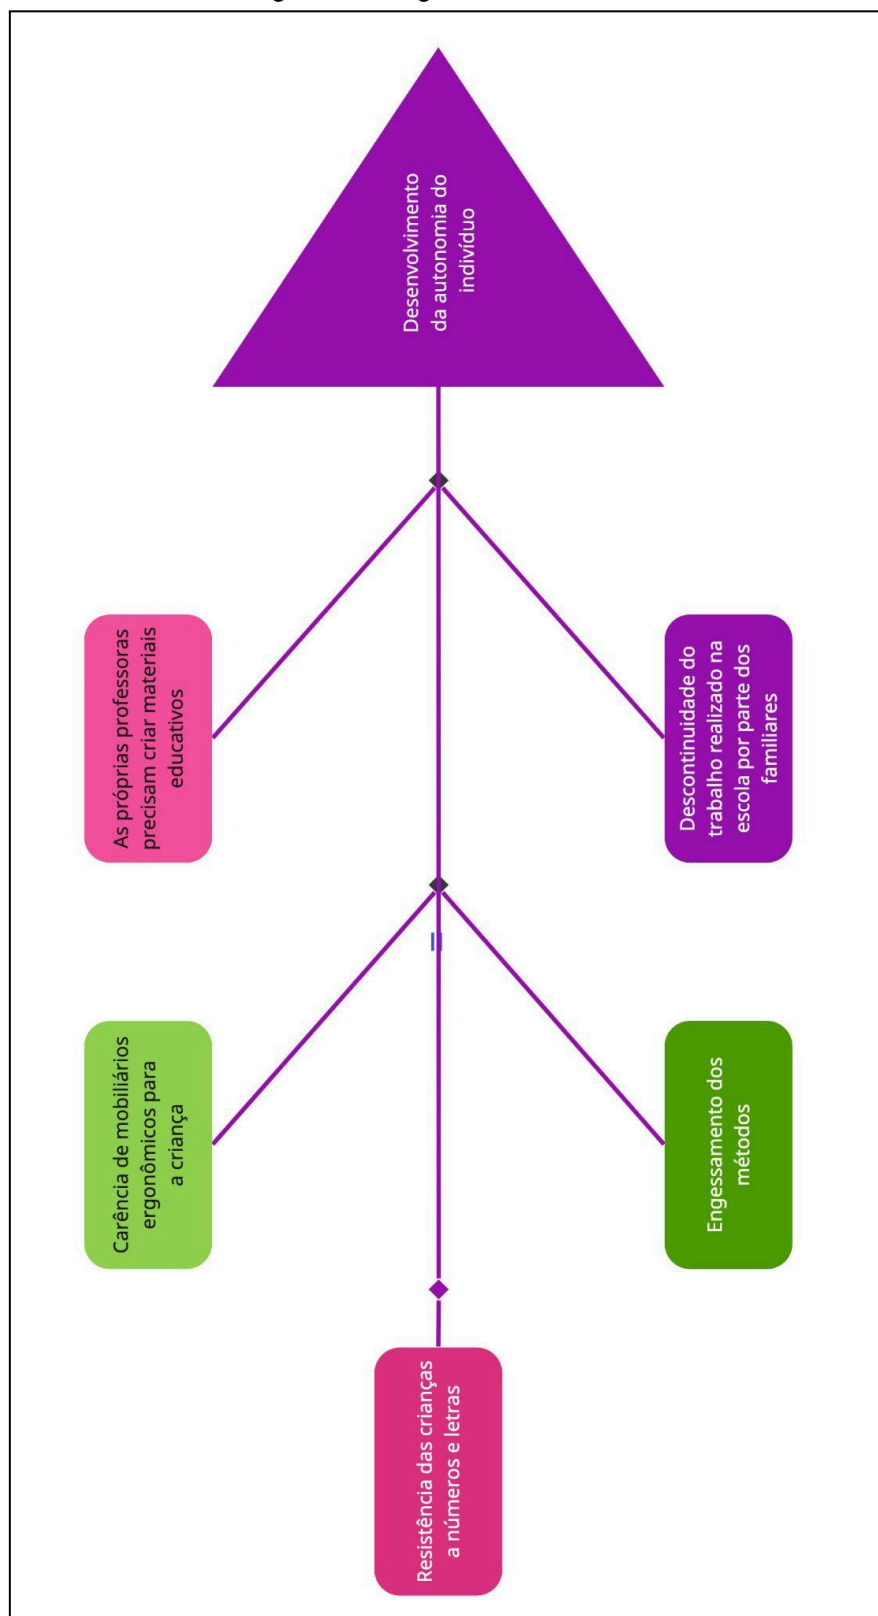 Desenvolvimento
da autonomia do
indivíduo
As próprias professoras
precisam criar materiais
educativos
Descontinuidade do
trabalho realizado na
escola por parte dos
familiares
Carência de mobiliários
ergonômicos para
a criança
Engessamento dos
métodos
Resistência das crianças
a números e letras